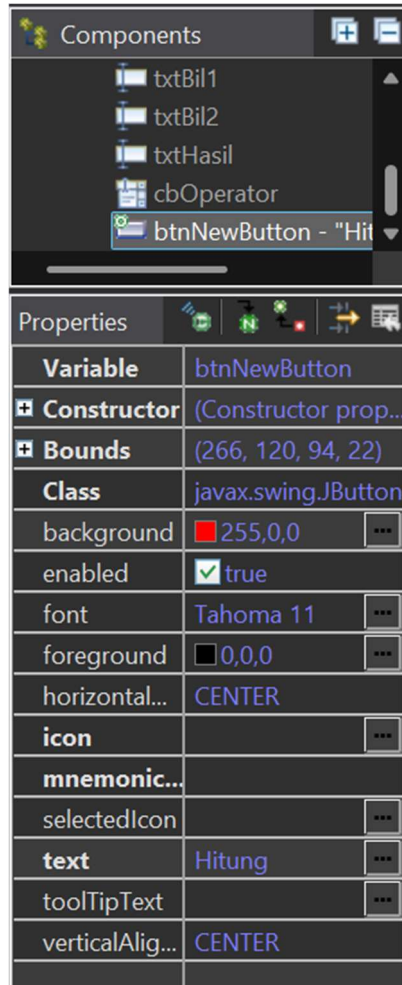 Components
txtBil1
txtBil2
txtHasil
cbOperator
btnNewButton - "Hit
Properties
Variable btnNewButton
Constructor (Constructor prop...
Bounds (266, 120, 94, 22)
Class javax.swing.JButton
background 255,0,0 ...
enabled true
font Tahoma 11 ...
foreground 0,0,0 ...
horizontal... CENTER
icon ...
mnemonic...
selectedIcon ...
text Hitung ...
toolTipText ...
verticalAlig... CENTER